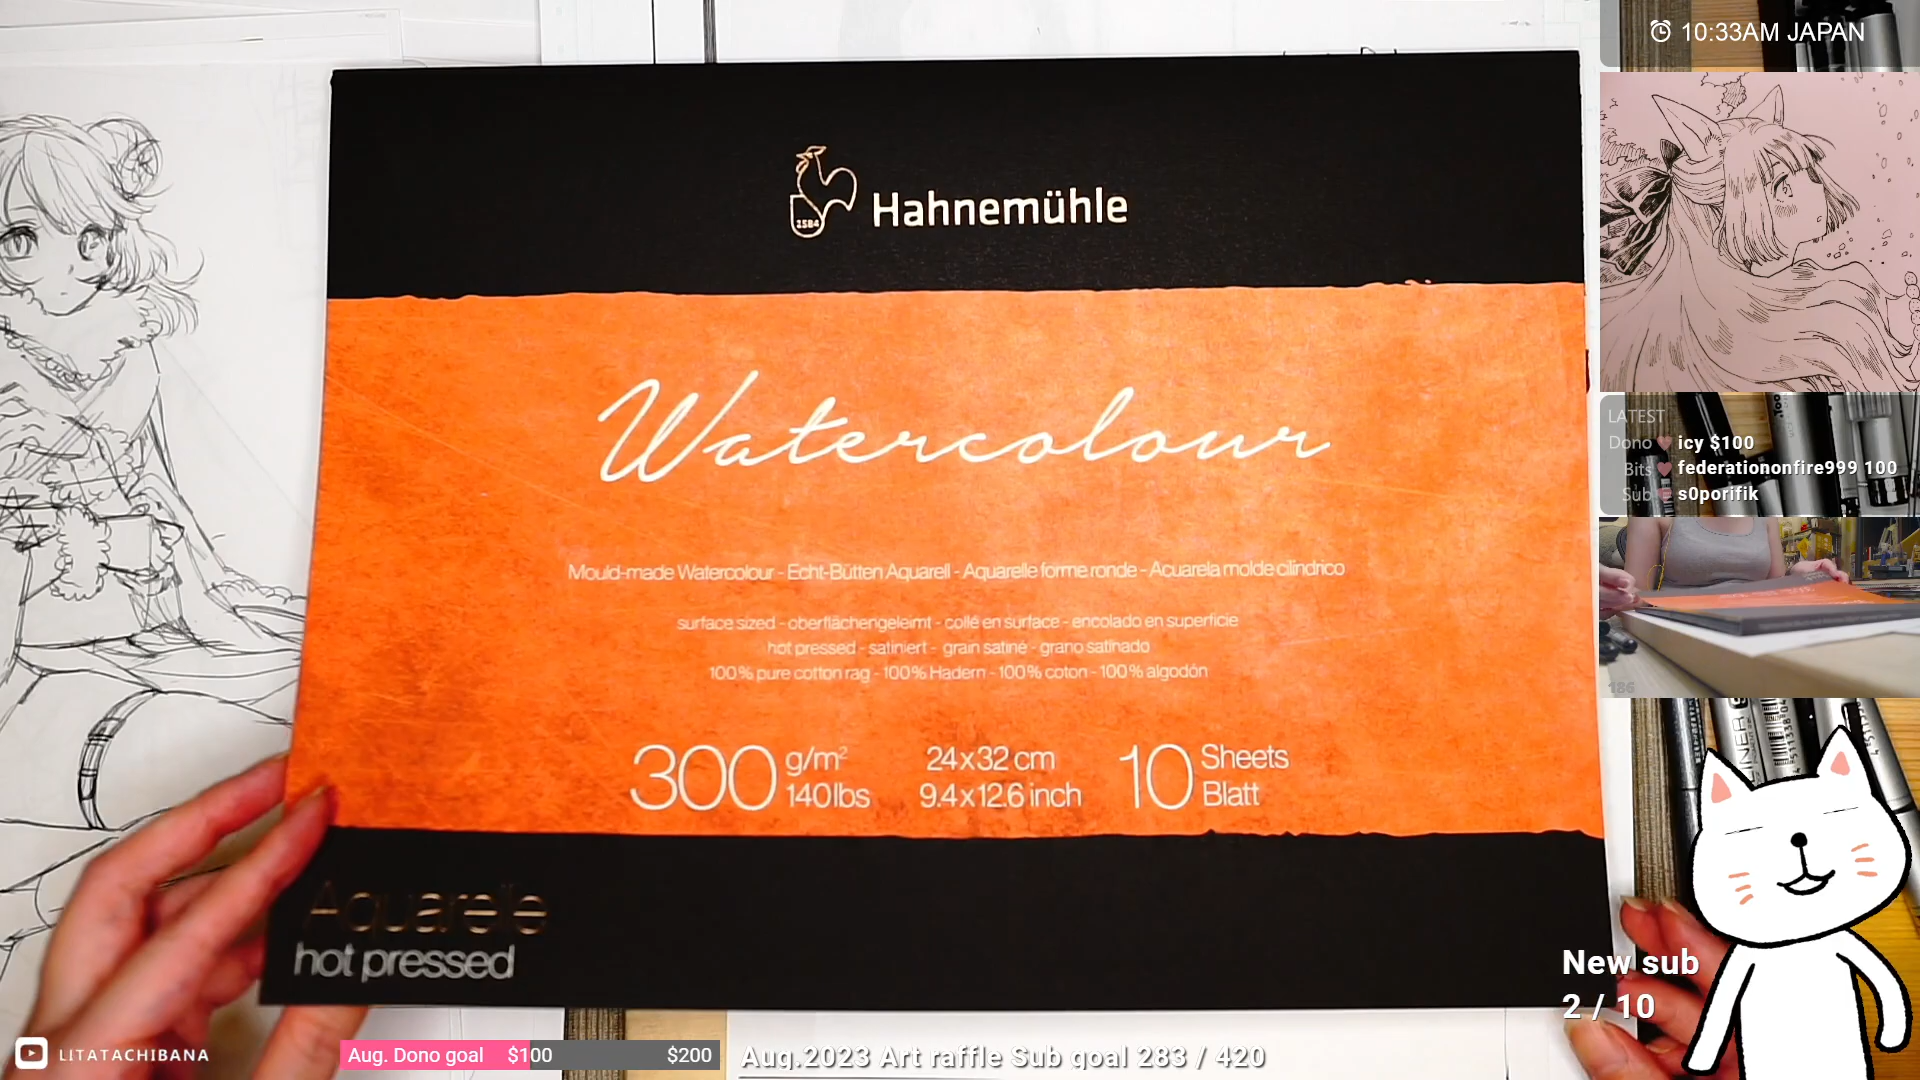 10:33AM JAPAN
1584
Hahnemühle
Watercolour
Mould-made Watercolour - Echt-Bütten Aquarell - Aquarelle forme ronde - Acuarela molde cilíndrico
surface sized - oberflächengeleimt - collé en surface - encolado en superficie
hot pressed - satiniert - grain satiné - grano satinado
100% pure cotton rag - 100% Hadern - 100% coton - 100% algodón
300 g/m² 140lbs
24x32 cm
9.4x12.6 inch
10 Sheets Blatt
Aquarelle
hot pressed
LATEST
Dono icy $100
Bits federationonfire999 100
Sub s0porifik
186
New sub
2 / 10
LITATACHIBANA
Aug. Dono goal $100 $200
Aug.2023 Art raffle Sub goal 283 / 420